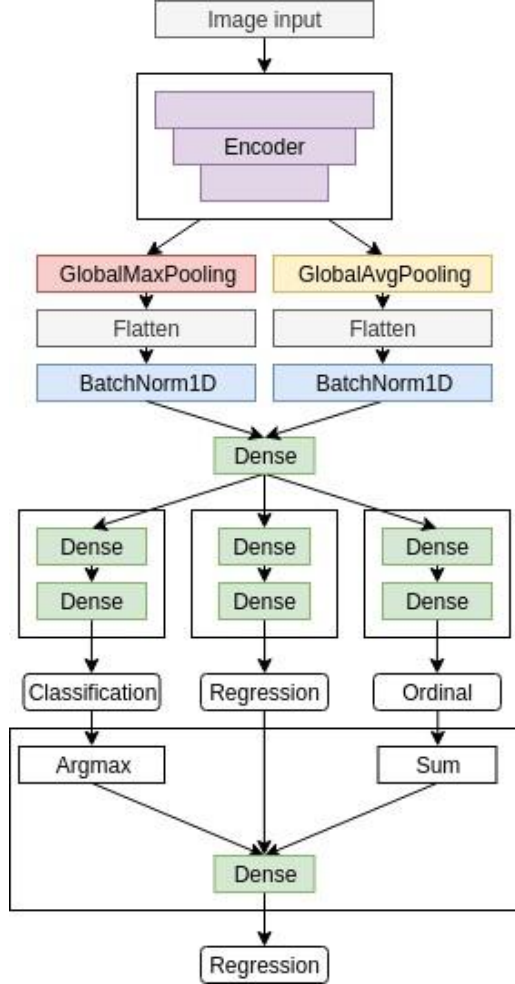 Image input
Encoder
GlobalMaxPooling GlobalAvgPooling
Flatten Flatten
BatchNorm1D BatchNorm1D
Dense
Dense Dense Dense
Dense Dense Dense
Classification Regression Ordinal
Argmax Sum
Dense
Regression